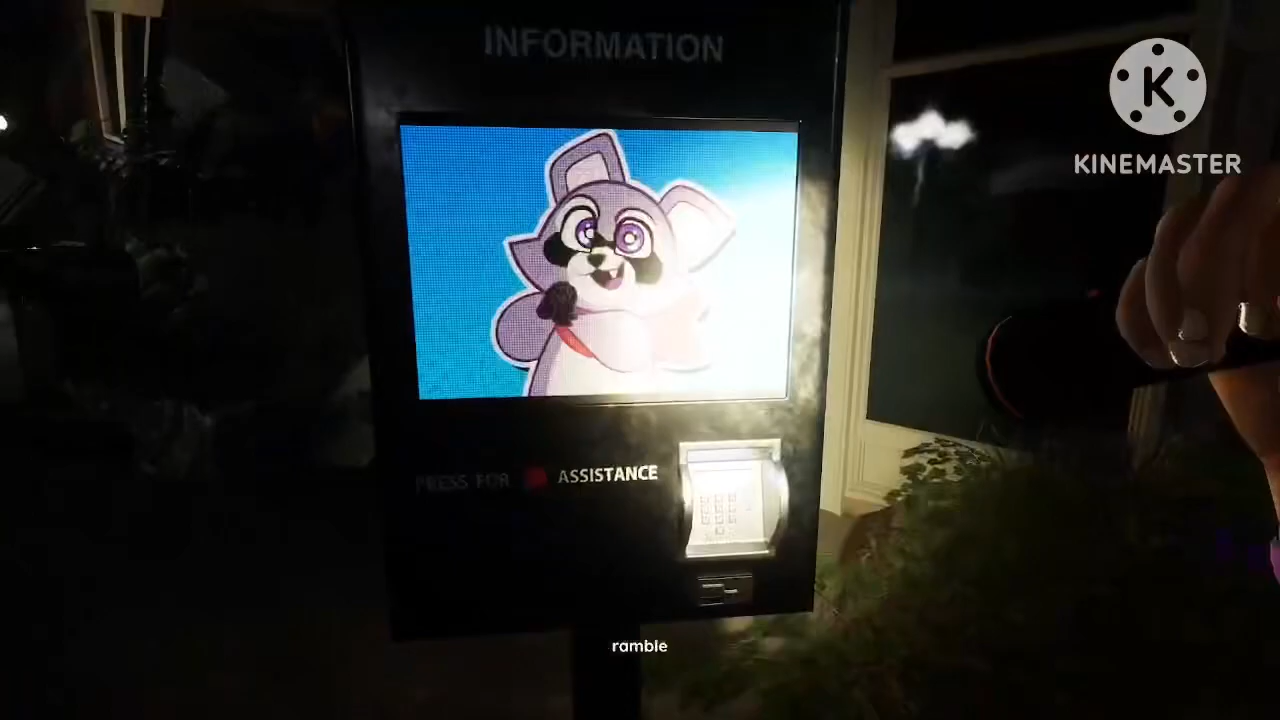 INFORMATION
K
KINEMASTER
PRESS FOR ASSISTANCE
ramble